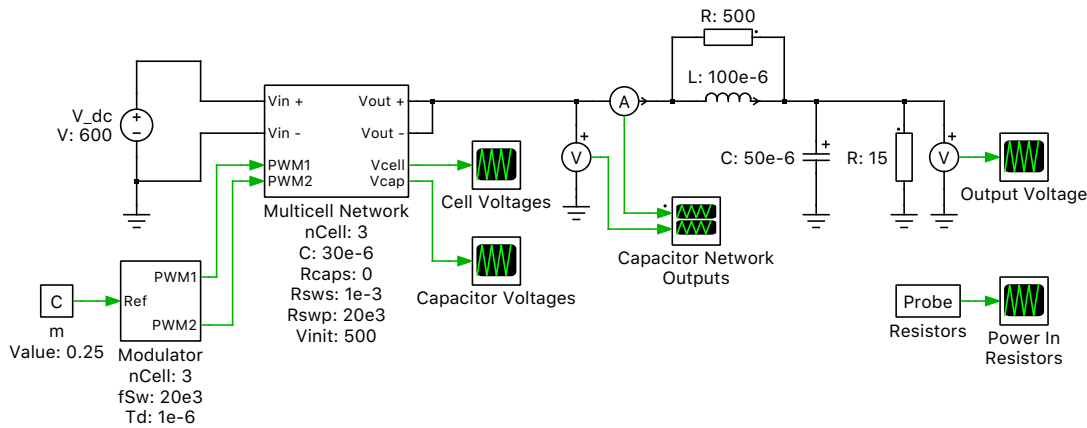 R: 500
L: 100e-6
V_dc
V: 600
Vin +
Vin -
PWM1
PWM2
Vout +
Vout -
Vcell
Vcap
+
-
A
+
V
C: 50e-6
+
R: 15
+
V
Output Voltage
Cell Voltages
Multicell Network
nCell: 3
C: 30e-6
Rcaps: 0
Rsws: 1e-3
Rswp: 20e3
Vinit: 500
Capacitor Voltages
Capacitor Network
Outputs
C
m
Value: 0.25
Ref
PWM1
PWM2
Modulator
nCell: 3
fSw: 20e3
Td: 1e-6
Probe
Resistors
Power In
Resistors